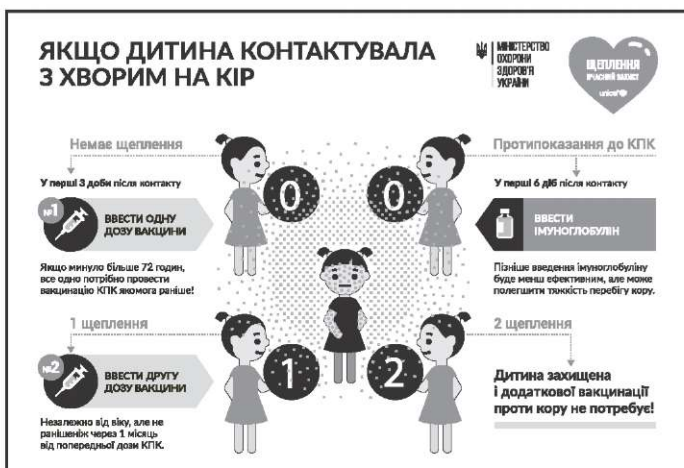 ЯКЩО ДИТИНА КОНТАКТУВАЛА
З ХВОРИМ НА КІР
МІНІСТЕРСТВО
ОХОРОНИ
ЗДОРОВ'Я
УКРАЇНИ
ЩЕПЛЕННЯ
ВЧАСНИЙ ЗАХИСТ
unicef
Немає щеплення
У перші 3 доби після контакту
№1
ВВЕСТИ ОДНУ
ДОЗУ ВАКЦИНИ
Якщо минуло більше 72 годин,
все одно потрібно провести
вакцинацію КПК якомога раніше!
0
0
Протипоказання до КПК
У перші 6 діб після контакту
ВВЕСТИ
ІМУНОГЛОБУЛІН
Пізніше введення імуноглобуліну
буде менш ефективним, але може
полегшити тяжкість перебігу кору.
1 щеплення
№2
ВВЕСТИ ДРУГУ
ДОЗУ ВАКЦИНИ
Незалежно від віку, але не
ранішеніж через 1 місяць
від попередньої дози КПК.
1
2
2 щеплення
Дитина захищена
і додаткової вакцинації
проти кору не потребує!